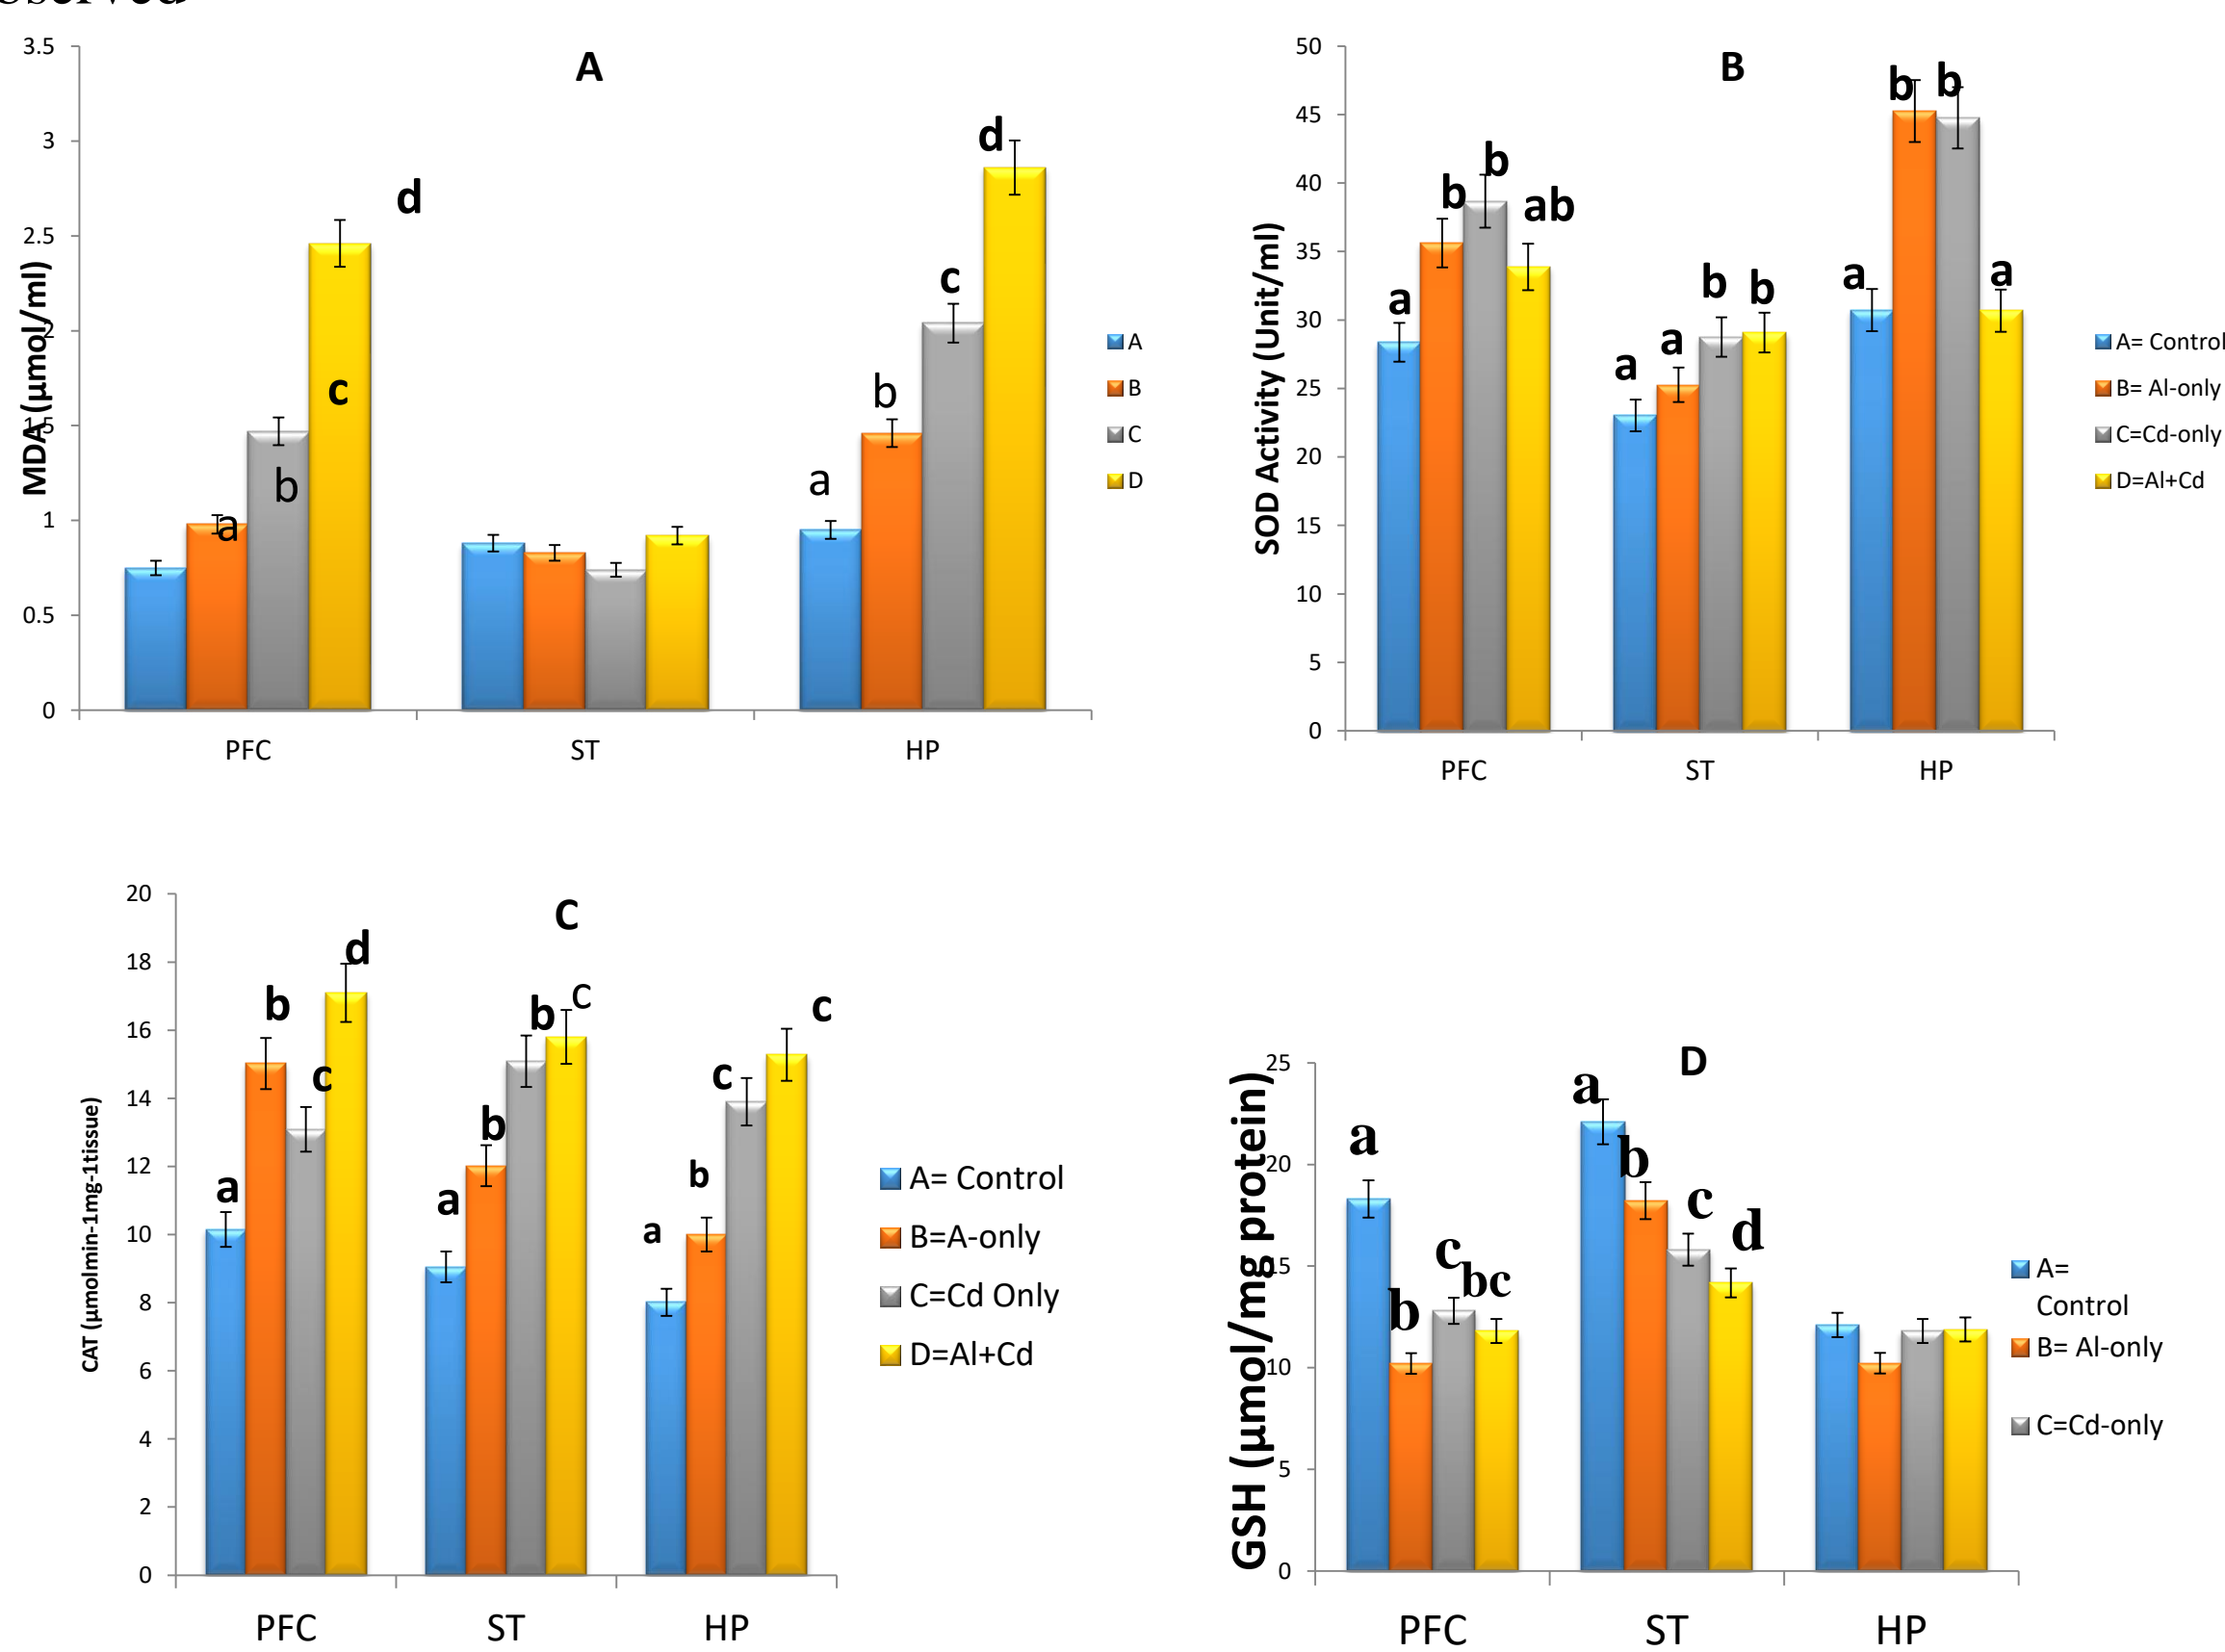 A
3.5
3
2.5
2
1
0.5
0
MDA (µmol/ml)
a
b
c
d
a
b
c
d
PFC
ST
HP
A
B
C
D
B
50
45
40
35
30
25
20
15
10
5
0
SOD Activity (Unit/ml)
a
b
b
ab
a
a
b
b
a
b
b
a
PFC
ST
HP
A= Control
B= Al-only
C=Cd-only
D=Al+Cd
C
20
18
16
14
12
10
8
6
4
2
0
CAT (µmolmin-1mg-1tissue)
a
b
c
d
a
b
b
c
a
b
c
c
PFC
ST
HP
A= Control
B=A-only
C=Cd Only
D=Al+Cd
D
25
20
15
10
5
0
GSH (µmol/mg protein)
a
b
c
bc
a
b
c
d
PFC
ST
HP
A=
Control
B= Al-only
C=Cd-only